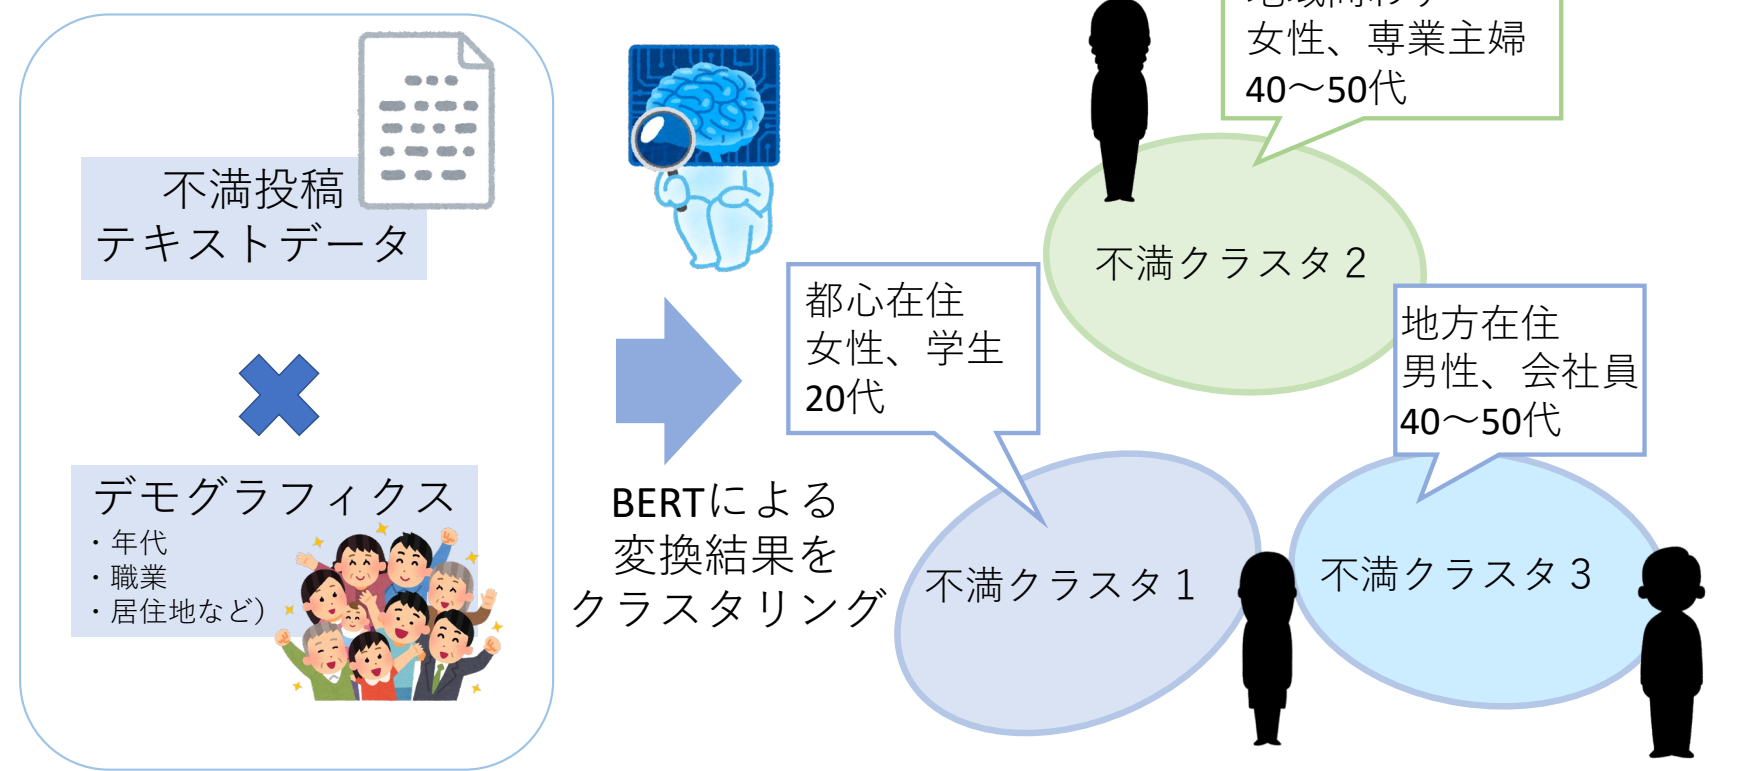 不満投稿
テキストデータ
デモグラフィクス
・年代
・職業
・居住地など）
BERTによる
変換結果を
クラスタリング
都心在住
女性、学生
20代
不満クラスタ１
女性、専業主婦
40～50代
不満クラスタ２
地方在住
男性、会社員
40～50代
不満クラスタ３